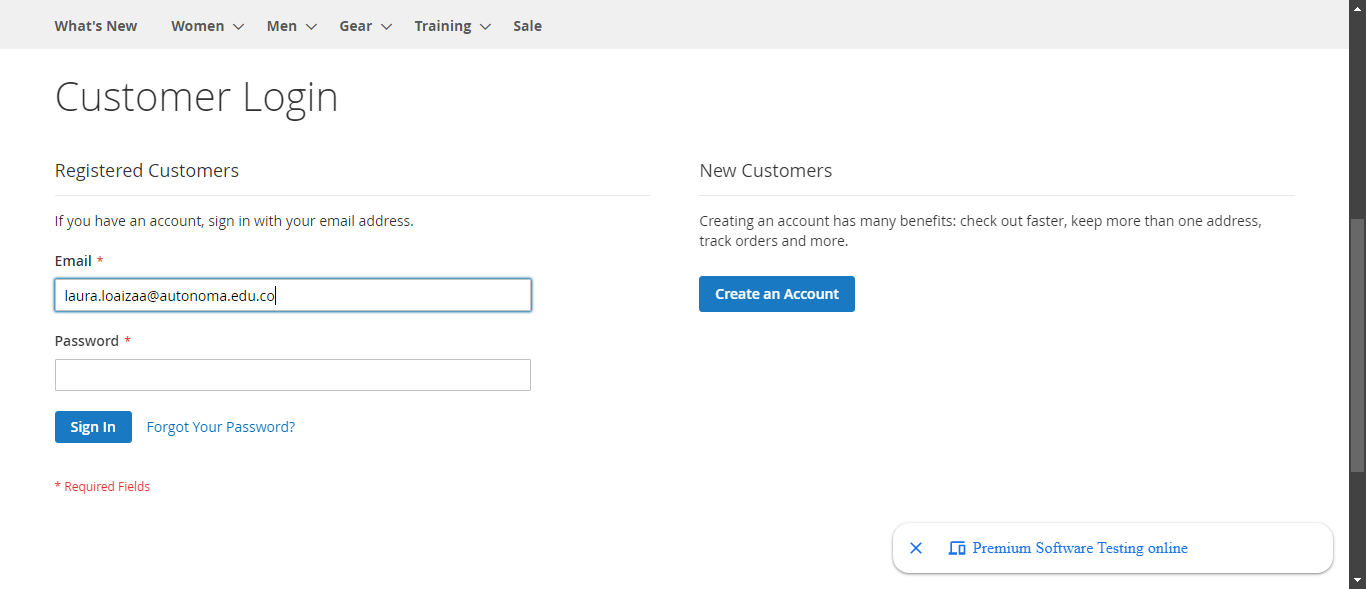 What's New Women Men Gear Training Sale
Customer Login
Registered Customers
If you have an account, sign in with your email address.
Email *
laura.loaizaa@autonoma.edu.co
Password *
Sign In Forgot Your Password?
* Required Fields
New Customers
Creating an account has many benefits: check out faster, keep more than one address,
track orders and more.
Create an Account
Premium Software Testing online